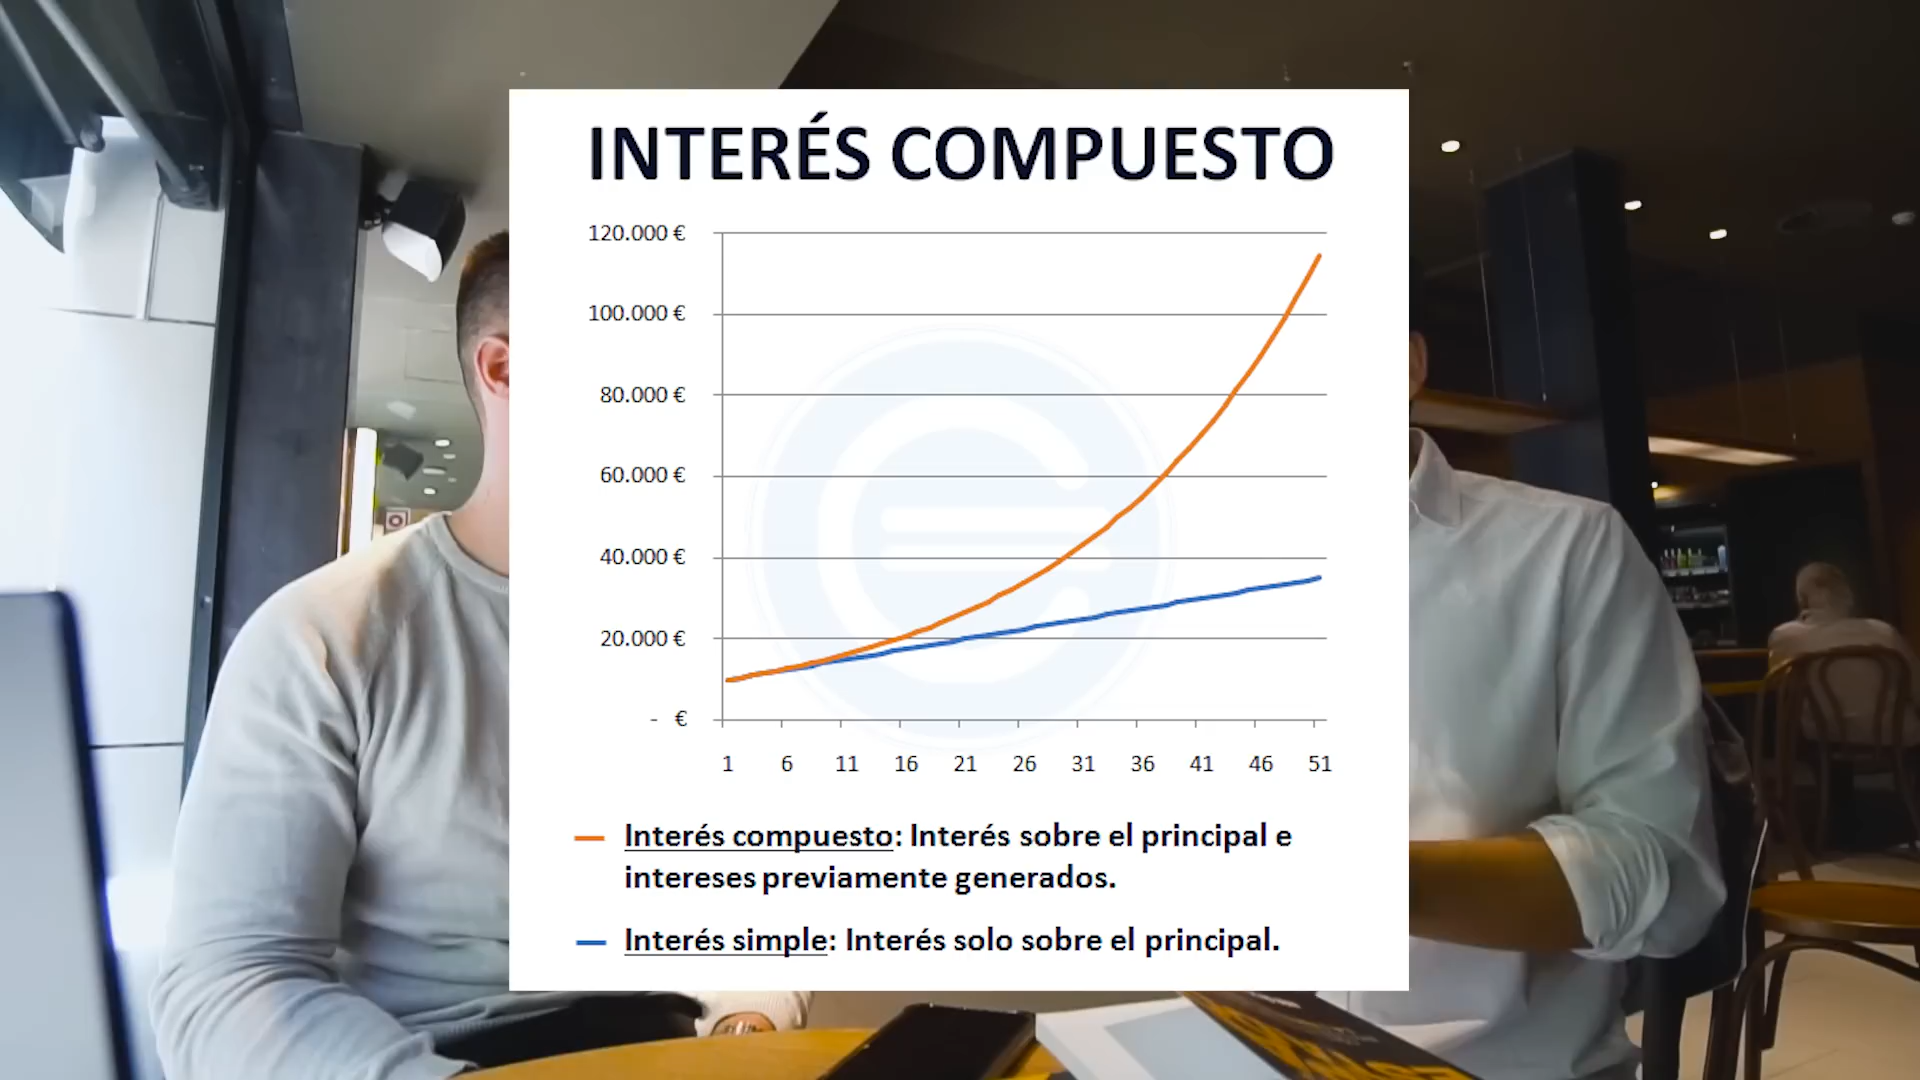 INTERÉS COMPUESTO
120.000 €
100.000 €
80.000 €
60.000 €
40.000 €
20.000 €
- €
1 6 11 16 21 26 31 36 41 46 51
Interés compuesto: Interés sobre el principal e
intereses previamente generados.
Interés simple: Interés solo sobre el principal.